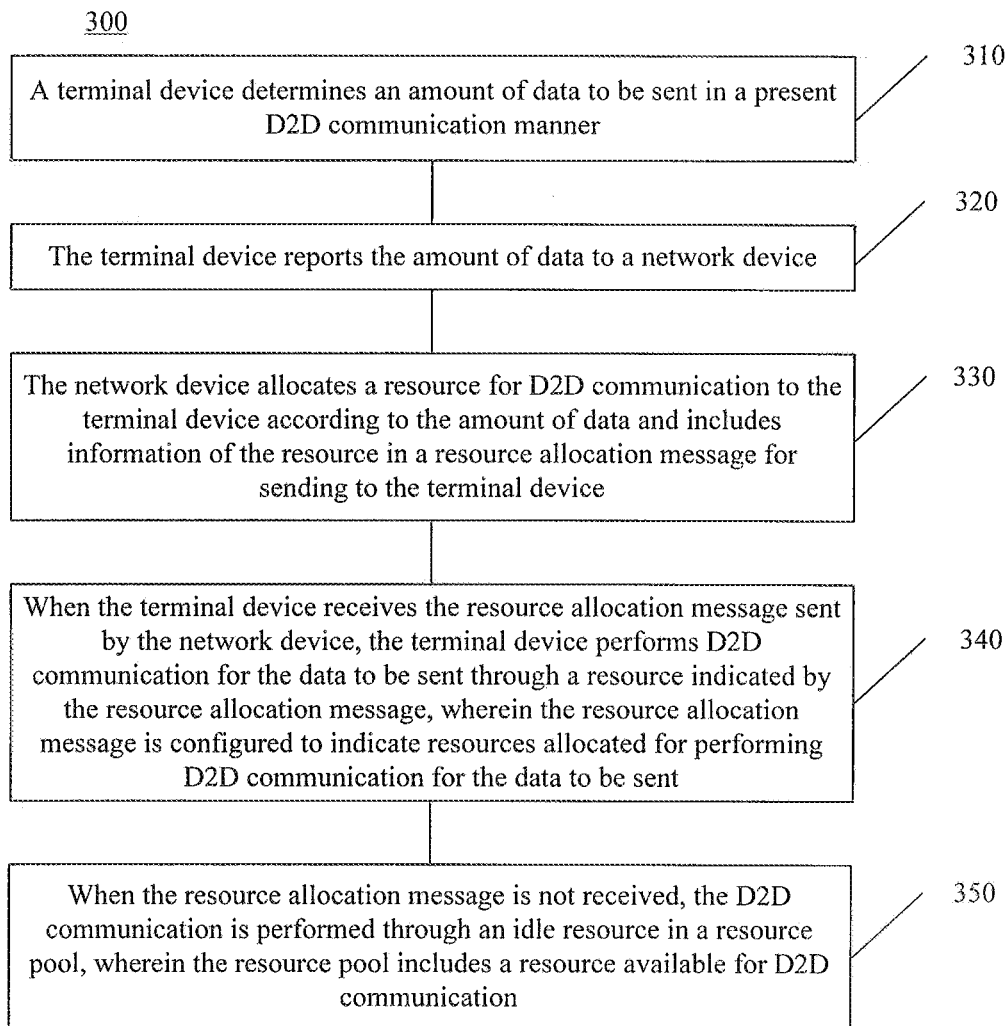 300
310
A terminal device determines an amount of data to be sent in a present
D2D communication manner
320
The terminal device reports the amount of data to a network device
330
The network device allocates a resource for D2D communication to the
terminal device according to the amount of data and includes
information of the resource in a resource allocation message for
sending to the terminal device
340
When the terminal device receives the resource allocation message sent
by the network device, the terminal device performs D2D
communication for the data to be sent through a resource indicated by
the resource allocation message, wherein the resource allocation
message is configured to indicate resources allocated for performing
D2D communication for the data to be sent
350
When the resource allocation message is not received, the D2D
communication is performed through an idle resource in a resource
pool, wherein the resource pool includes a resource available for D2D
communication